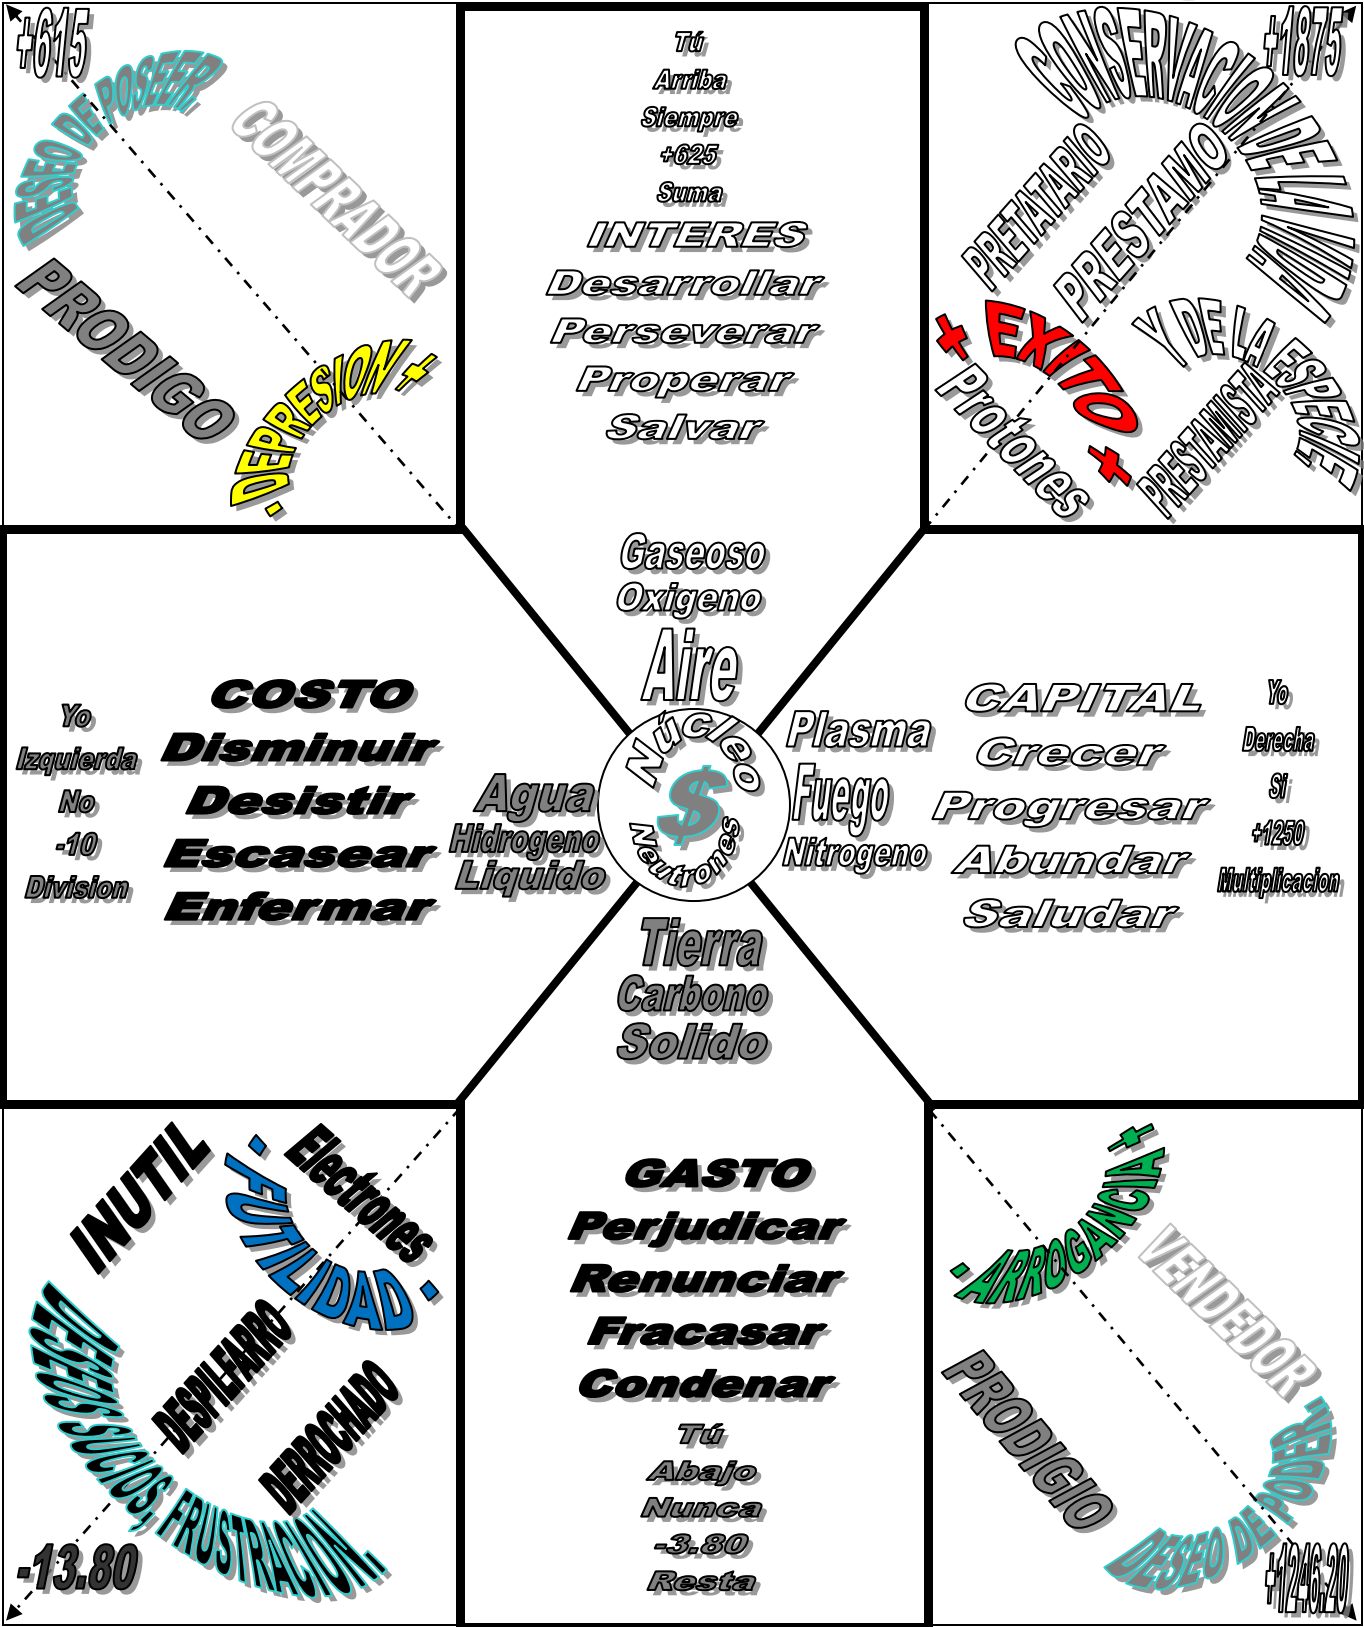 +615
DESEO DE POSEER
COMPRADOR
PRODIGO
- DEPRESION +
Tú
Arriba
Siempre
+625
Suma
INTERES
Desarrollar
Perseverar
Properar
Salvar
Gaseoso
Oxigeno
Aire
+1875
CONSERVACION DE LA VIDA
PRETATARIO
PRESTAMO
Y DE LA ESPECIE
PRESTAMISTA
+ EXITO +
Protones
Yo
Izquierda
No
-10
Division
COSTO
Disminuir
Desistir
Escasear
Enfermar
Agua
Hidrogeno
Liquido
Núcleo
$
Neutrones
Plasma
Fuego
Nitrogeno
CAPITAL
Crecer
Progresar
Abundar
Saludar
Yo
Derecha
Si
+1250
Multiplicacion
Tierra
Carbono
Solido
INUTIL
Electrones
- FUTILIDAD -
DESPILFARRO
DERROCHADO
DESEOS SUCIOS, FRUSTRACION.
-13.80
GASTO
Perjudicar
Renunciar
Fracasar
Condenar
Tú
Abajo
Nunca
-3.80
Resta
- ARROGANCIA +
VENDEDOR
PRODIGIO
DESEO DE PODER.
+1246.20